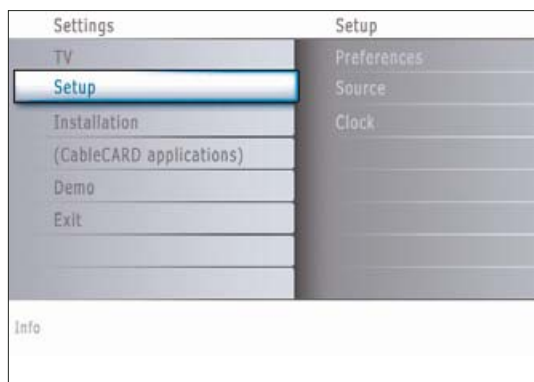 Settings
TV
Setup
Installation
(CableCARD applications)
Demo
Exit
Setup
Preferences
Source
Clock
Info